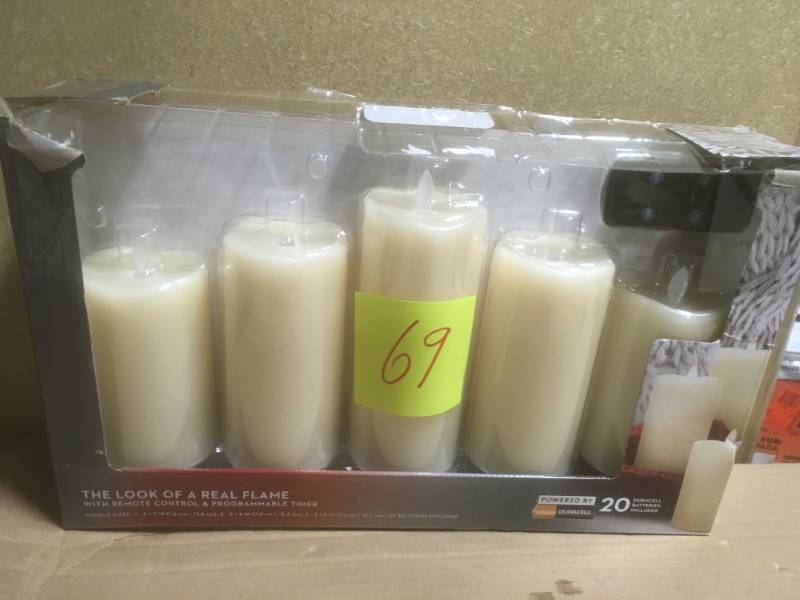 69
THE LOOK OF A REAL FLAME
WITH REMOTE CONTROL & PROGRAMMABLE TIMER
POWERED BY
DURACELL
20
DURACELL
BATTERIES
INCLUDED